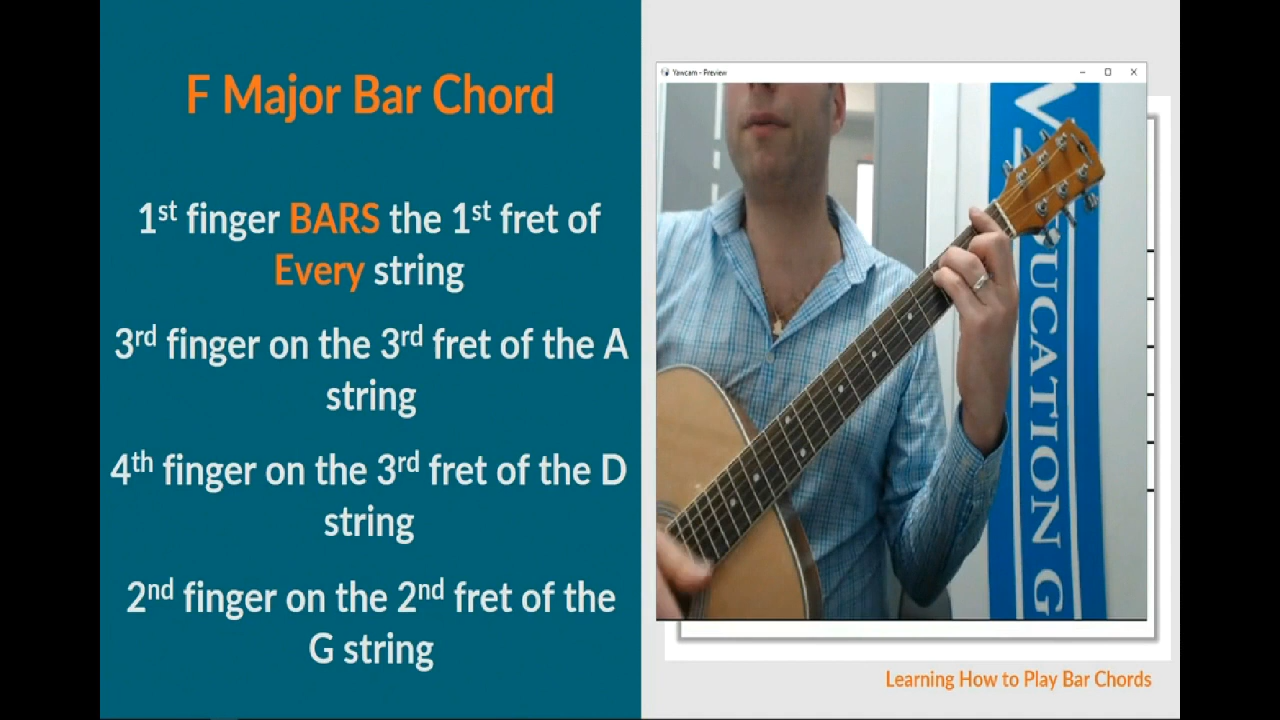 F Major Bar Chord
1st finger BARS the 1st fret of
Every string
3rd finger on the 3rd fret of the A
string
4th finger on the 3rd fret of the D
string
2nd finger on the 2nd fret of the
G string
Yawcam - Preview
UCATION G
Learning How to Play Bar Chords